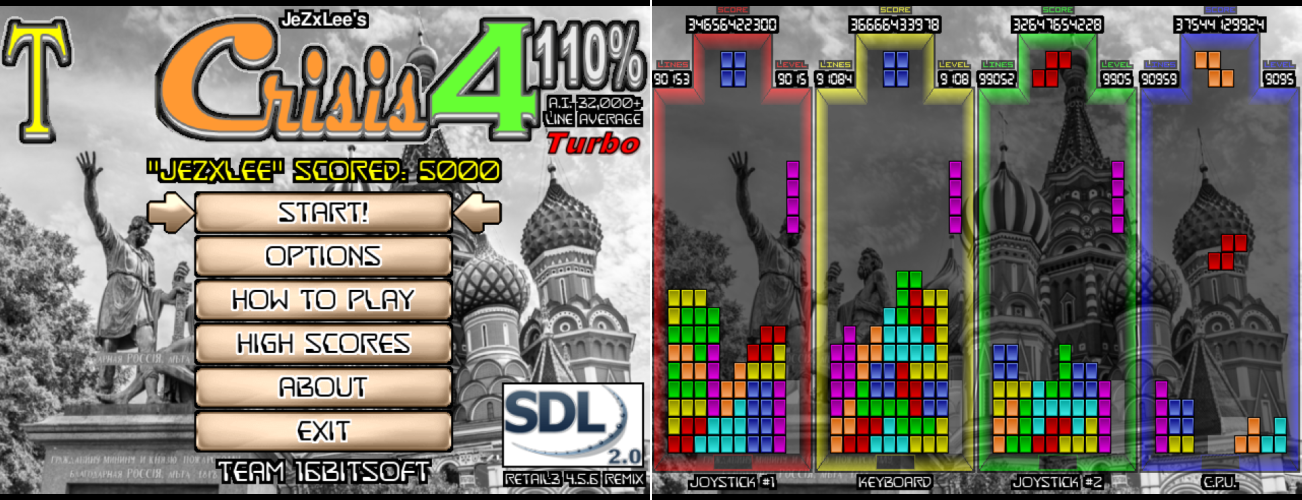 JeZxLee's
T Crisis 4 110%
A.I. 32,000+
LINE AVERAGE
Turbo
"JEZXLEE" SCORED: 5000
START!
OPTIONS
HOW TO PLAY
HIGH SCORES
ABOUT
EXIT
SDL
2.0
TEAM 16BITSOFT
RETAIL3 4.5.6 REMIX
SCORE
34656422300
LINES
90153
LEVEL
9015
JOYSTICK #1
SCORE
36666433978
LINES
91084
LEVEL
9108
KEYBOARD
SCORE
32647654228
LINES
99052
LEVEL
9905
JOYSTICK #2
SCORE
37544129924
LINES
90959
LEVEL
9095
C.P.U.